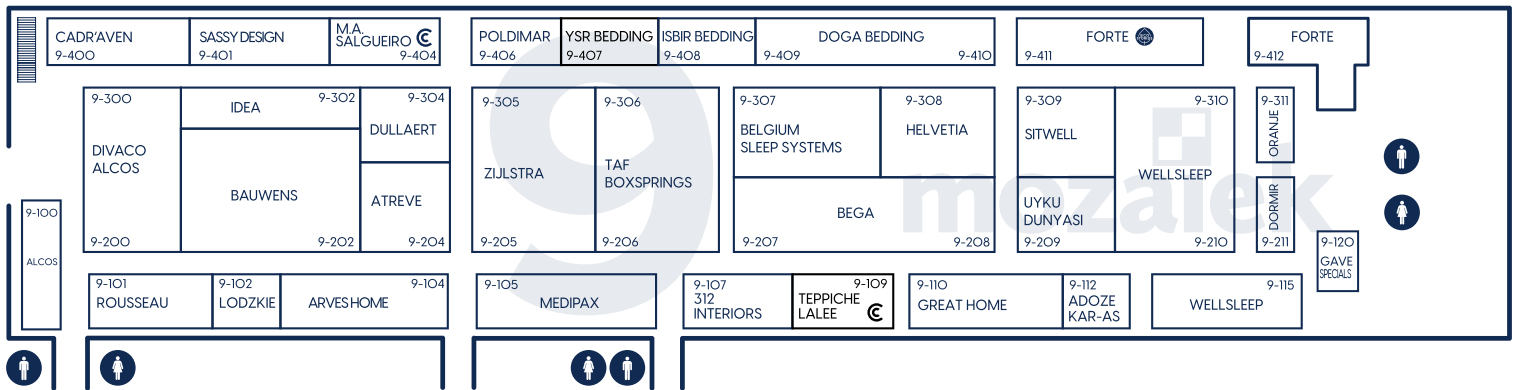 CADR'AVEN
9-400
SASSY DESIGN
9-401
M.A.
SALGUEIRO
9-404
POLDIMAR
9-406
YSR BEDDING
9-407
ISBIR BEDDING
9-408
DOGA BEDDING
9-409
9-410
FORTE
9-411
FORTE
9-412
9-300
DIVACO
ALCOS
9-200
IDEA
9-302
BAUWENS
9-202
9-304
DULLAERT
ATREVE
9-204
9-305
ZIJLSTRA
9-205
9-306
TAF
BOXSPRINGS
9-206
9
9-307
BELGIUM
SLEEP SYSTEMS
9-308
HELVETIA
BEGA
9-207
9-208
9-309
SITWELL
UYKU
DUNYASI
9-209
9-310
WELLSLEEP
9-210
mozaïek
9-311
ORANJE
DORMIR
9-211
9-100
ALCOS
9-101
ROUSSEAU
9-102
LODZKIE
9-104
ARVES HOME
9-105
MEDIPAX
9-107
312
INTERIORS
9-109
TEPPICHE
LALEE
9-110
GREAT HOME
9-112
ADOZE
KAR-AS
9-115
WELLSLEEP
9-120
GAVE
SPECIALS